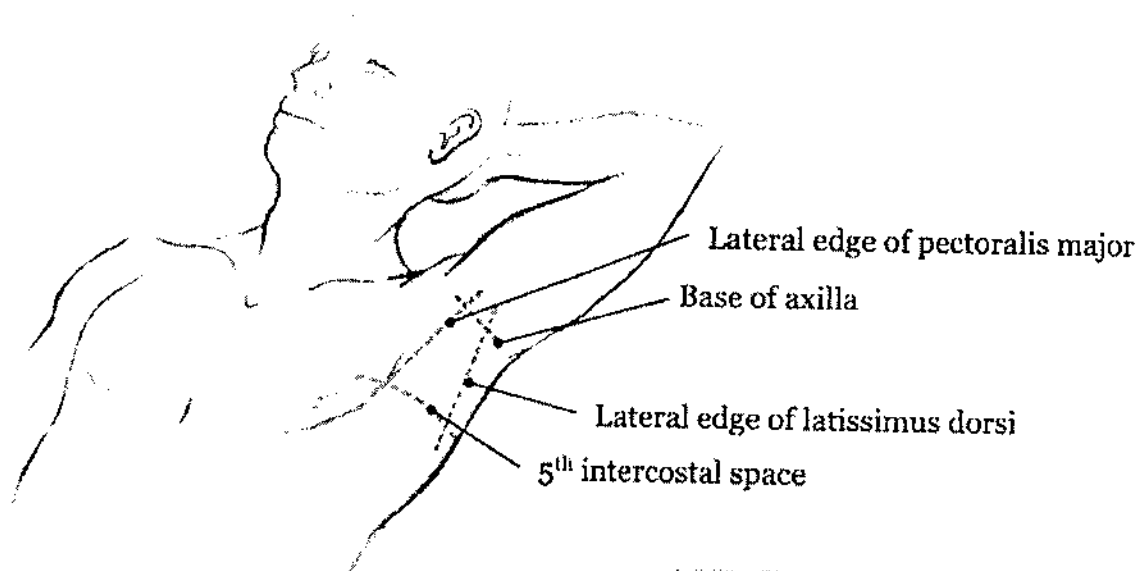 Lateral edge of pectoralis major
Base of axilla
Lateral edge of latissimus dorsi
5th intercostal space